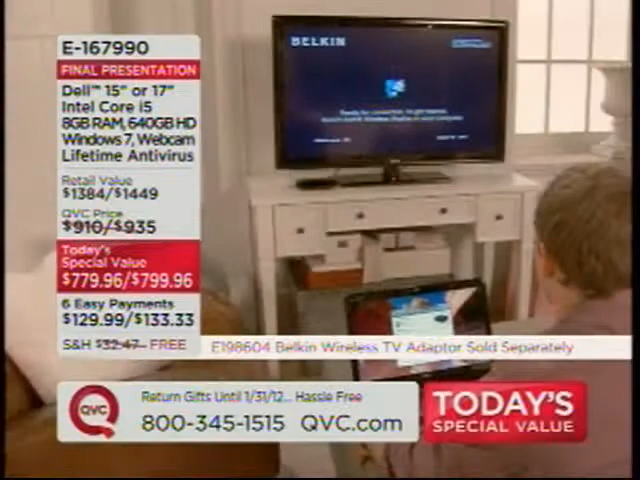 E-167990
FINAL PRESENTATION
Dell™ 15" or 17"
Intel Core i5
8GB RAM, 640GB HD
Windows 7, Webcam
Lifetime Antivirus
Retail Value
$1384/$1449
QVC Price
$910/$935
Today's
Special Value
$779.96/$799.96
6 Easy Payments
$129.99/$133.33
S&H $32.47 FREE
BELKIN
E198604 Belkin Wireless TV Adaptor Sold Separately
QVC
Return Gifts Until 1/31/12... Hassle Free
800-345-1515 QVC.com
TODAY'S
SPECIAL VALUE